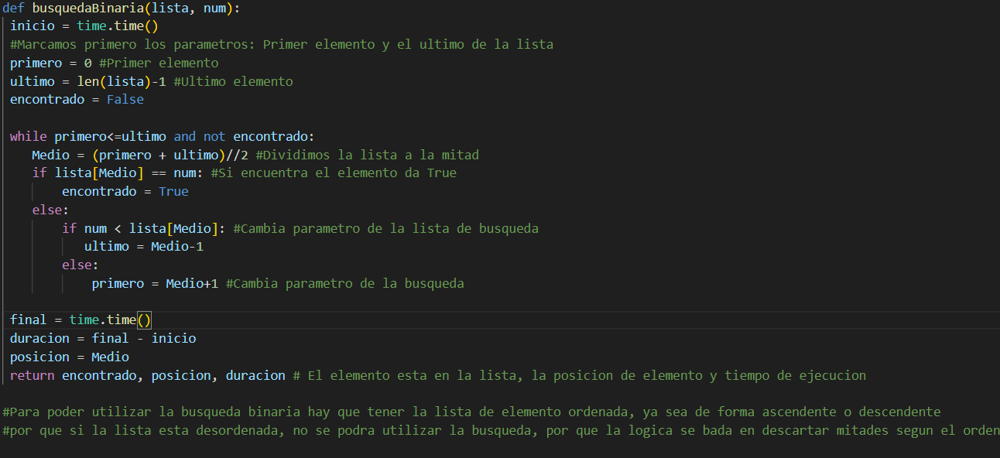 def busquedaBinaria(lista, num):
inicio = time.time()
#Marcamos primero los parametros: Primer elemento y el ultimo de la lista
primero = 0 #Primer elemento
ultimo = len(lista)-1 #Ultimo elemento
encontrado = False
while primero<=ultimo and not encontrado:
Medio = (primero + ultimo)//2 #Dividimos la lista a la mitad
if lista[Medio] == num: #Si encuentra el elemento da True
encontrado = True
else:
if num < lista[Medio]: #Cambia parametro de la lista de busqueda
ultimo = Medio-1
else:
primero = Medio+1 #Cambia parametro de la busqueda
final = time.time()
duracion = final - inicio
posicion = Medio
return encontrado, posicion, duracion # El elemento esta en la lista, la posicion de elemento y tiempo de ejecucion
#Para poder utilizar la busqueda binaria hay que tener la lista de elemento ordenada, ya sea de forma ascendente o descendente
#por que si la lista esta desordenada, no se podra utilizar la busqueda, por que la logica se bada en descartar mitades segun el orden